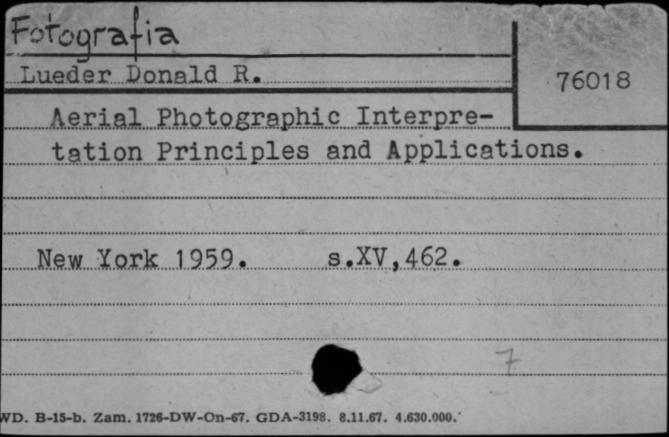 Fotografia
Lueder Donald R.
76018
Aerial Photographic Interpre-
tation Principles and Applications.
New York 1959. s.XV,462.
7
WD. B-15-b. Zam. 1726-DW-On-67. GDA-3198. 8.11.67. 4.630.000.